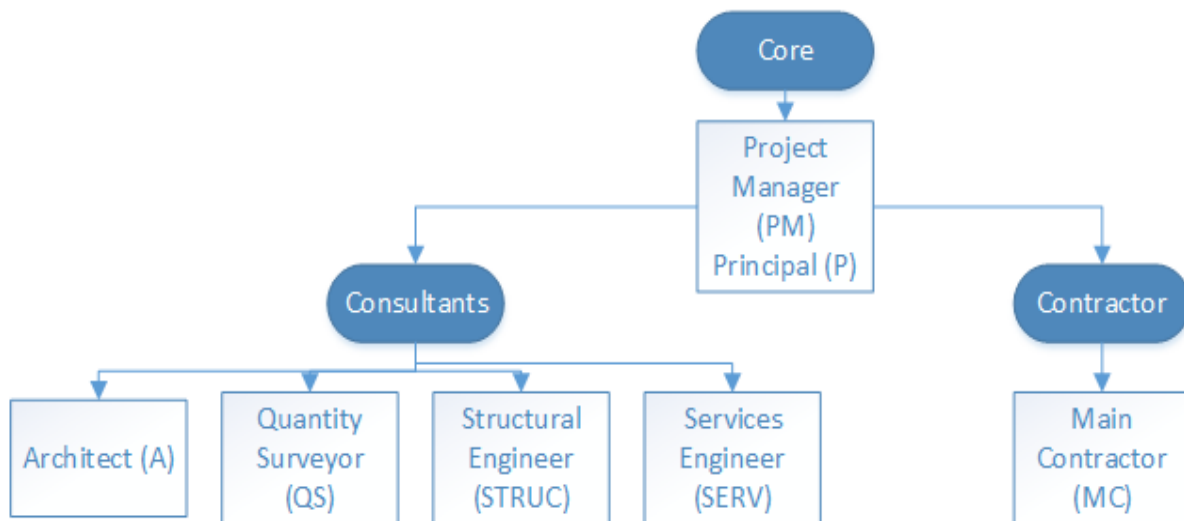 Core
Project
Manager
(PM)
Principal (P)
Consultants
Contractor
Architect (A)
Quantity
Surveyor
(QS)
Structural
Engineer
(STRUC)
Services
Engineer
(SERV)
Main
Contractor
(MC)